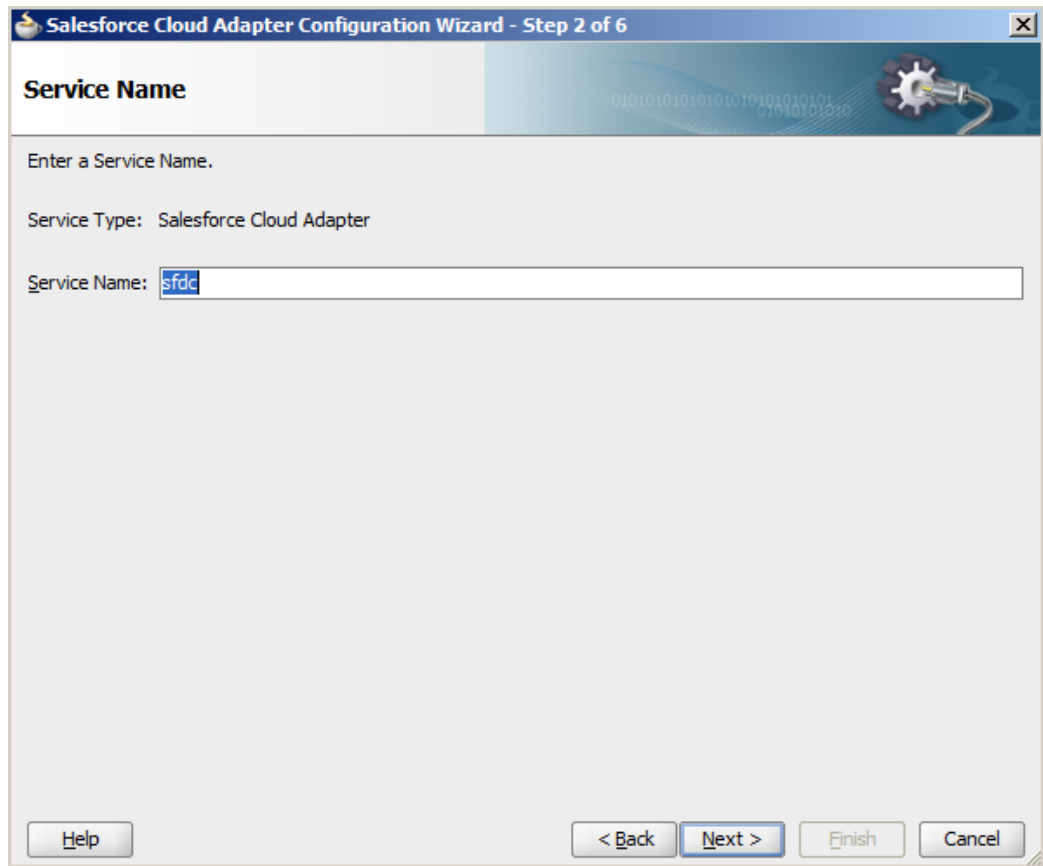 Salesforce Cloud Adapter Configuration Wizard - Step 2 of 6
Service Name
Enter a Service Name.
Service Type: Salesforce Cloud Adapter
Service Name: sfdc
Help < Back Next > Finish Cancel